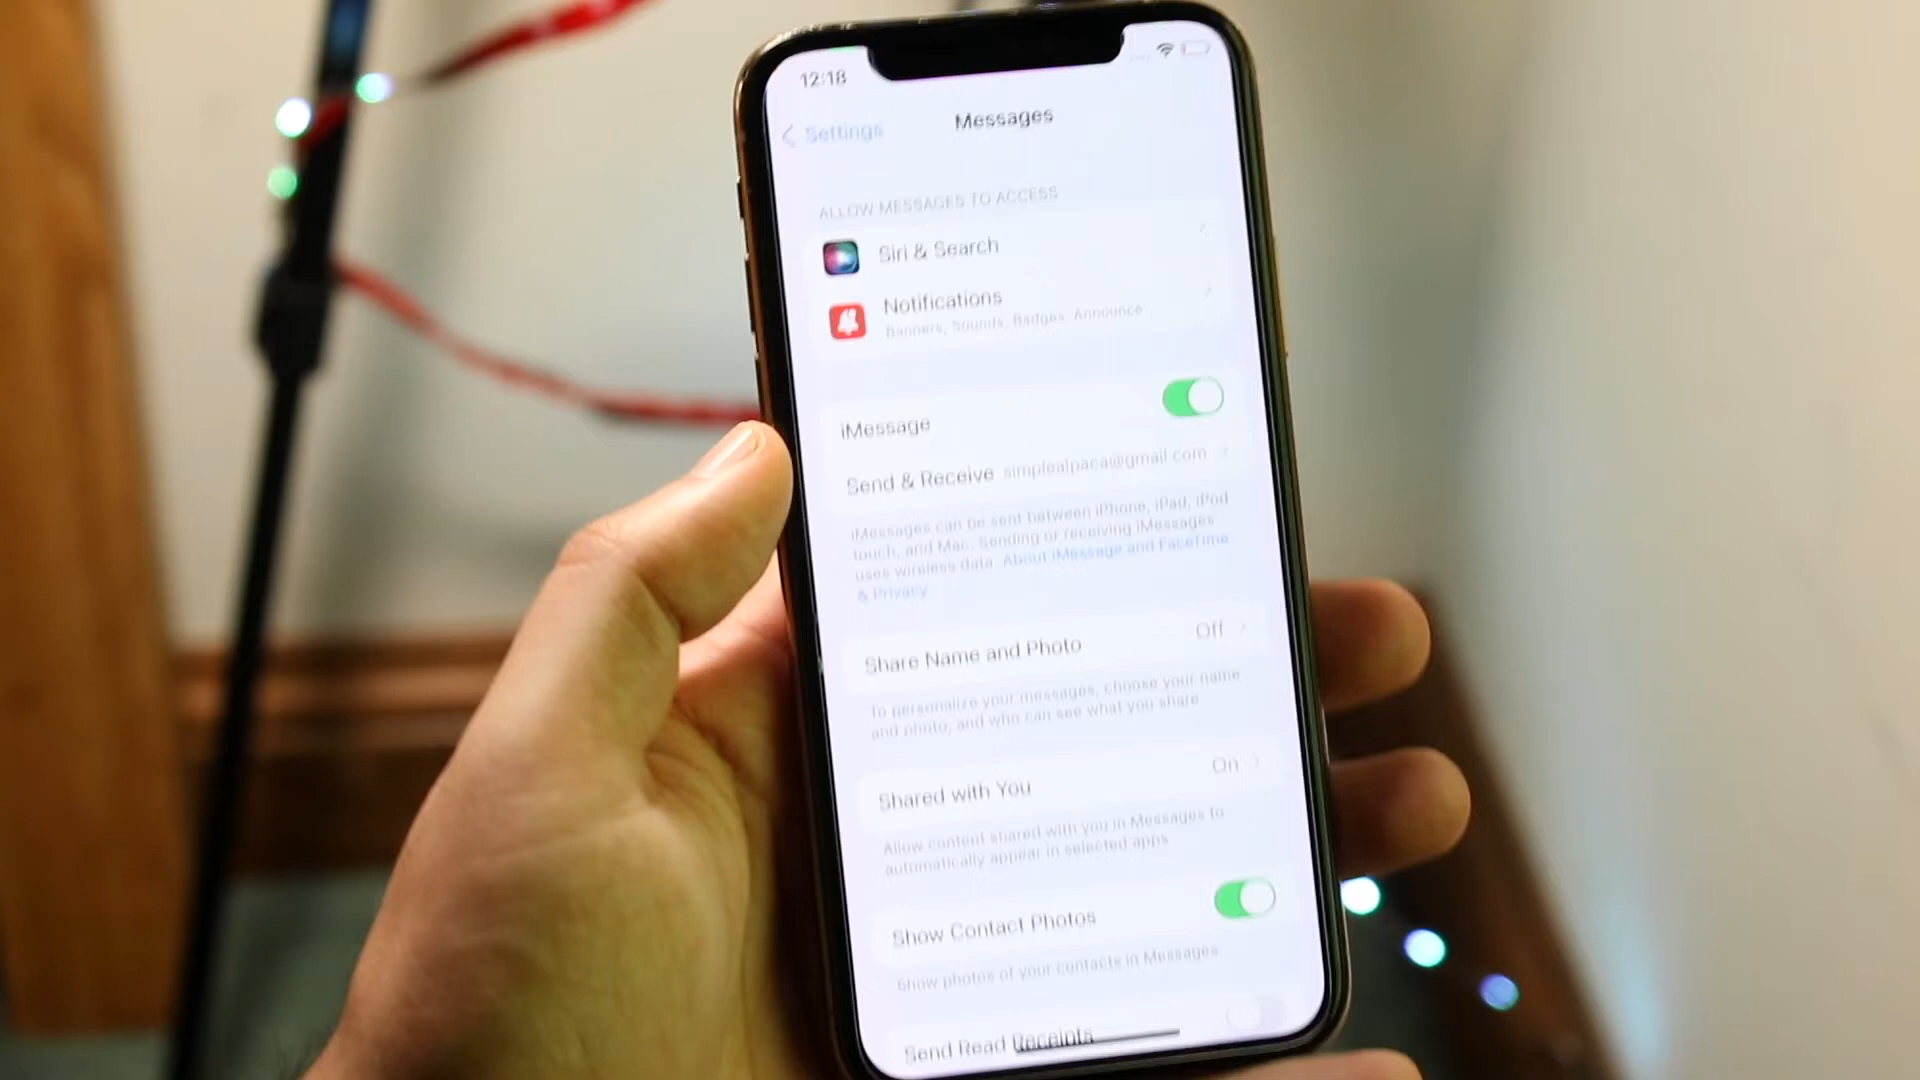 12:18
Settings
Messages
ALLOW MESSAGES TO ACCESS
Siri & Search
Notifications
Banners, Sounds, Badges, Announce
iMessage
Send & Receive simplealpaca@gmail.com
iMessages can be sent between iPhone, iPad, iPod
touch, and Mac. Sending or receiving iMessages
uses wireless data. About iMessage and FaceTime
& Privacy
Share Name and Photo Off
To personalize your messages, choose your name
and photo, and who can see what you share
Shared with You On
Allow content shared with you in Messages to
automatically appear in selected apps
Show Contact Photos
Show photos of your contacts in Messages.
Send Read Receipts